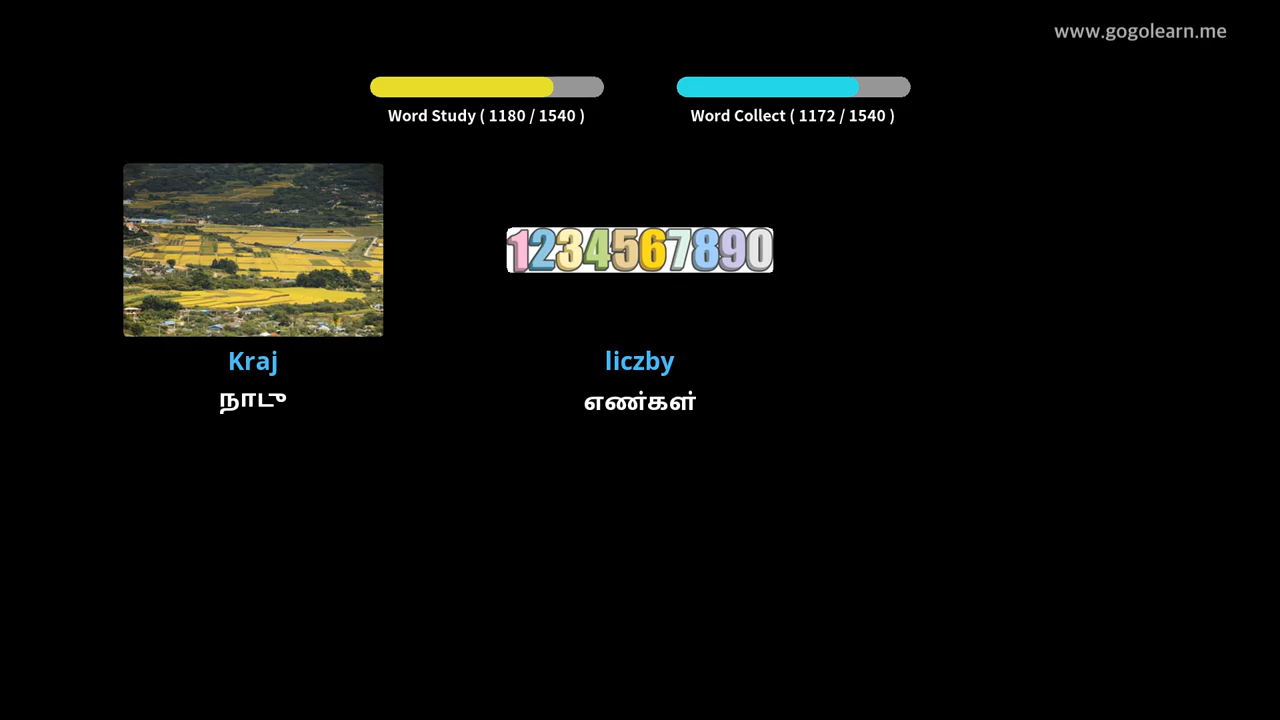 www.gogolearn.me
Word Study ( 1180 / 1540 )
Word Collect ( 1172 / 1540 )
1234567890
Kraj
நாடு
liczby
எண்கள்